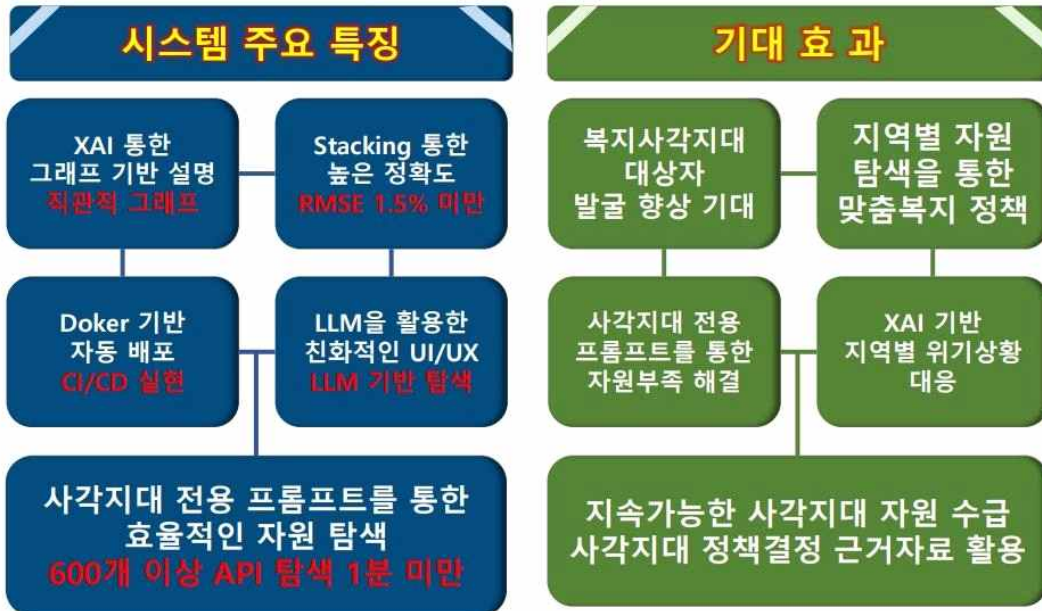 시스템 주요 특징
XAI 통한
그래프 기반 설명
직관적 그래프
Stacking 통한
높은 정확도
RMSE 1.5% 미만
Doker 기반
자동 배포
CI/CD 실현
LLM을 활용한
친화적인 UI/UX
LLM 기반 탐색
사각지대 전용 프롬프트를 통한
효율적인 자원 탐색
600개 이상 API 탐색 1분 미만
기대 효 과
복지사각지대
대상자
발굴 향상 기대
지역별 자원
탐색을 통한
맞춤복지 정책
사각지대 전용
프롬프트를 통한
자원부족 해결
XAI 기반
지역별 위기상황
대응
지속가능한 사각지대 자원 수급
사각지대 정책결정 근거자료 활용